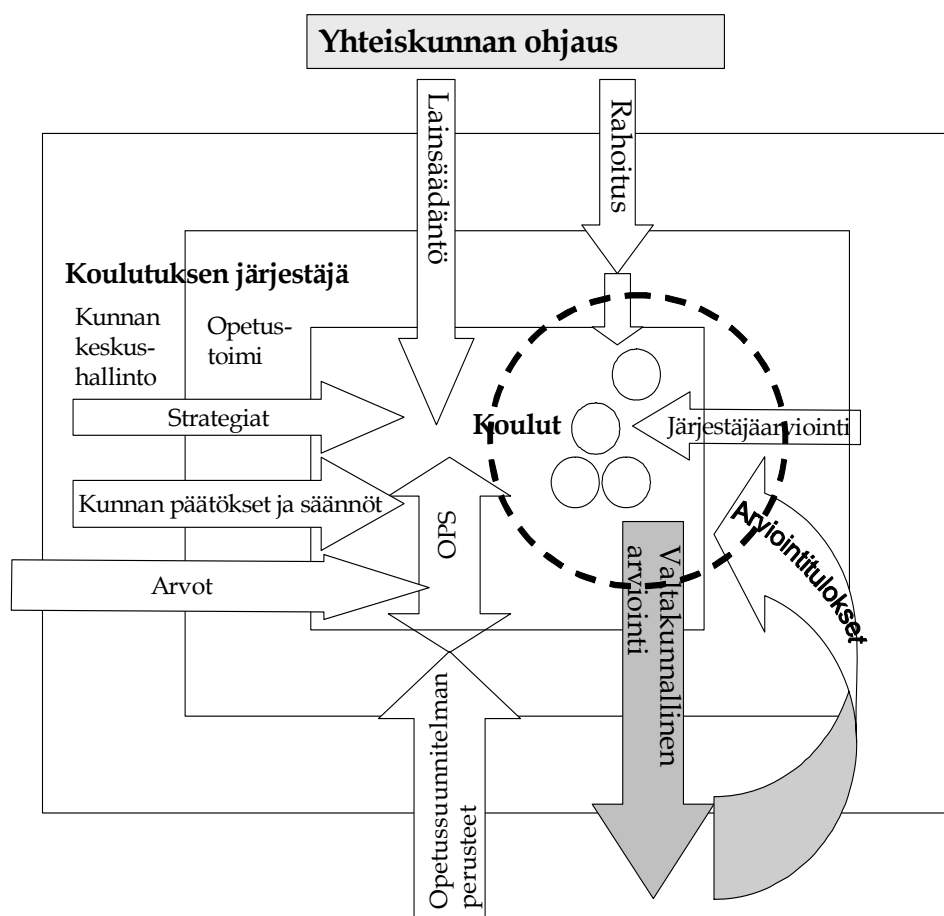 Yhteiskunnan ohjaus
Lainsäädäntö
Rahoitus
Koulutuksen järjestäjä
Kunnan
keskus-
hallinto
Opetus-
toimi
Strategiat
Koulut
Järjestäjäarviointi
Kunnan päätökset ja säännöt
OPS
Arvot
Valtakunnallinen
arviointi
Arviointitulokset
Opetussuunnitelman
perusteet